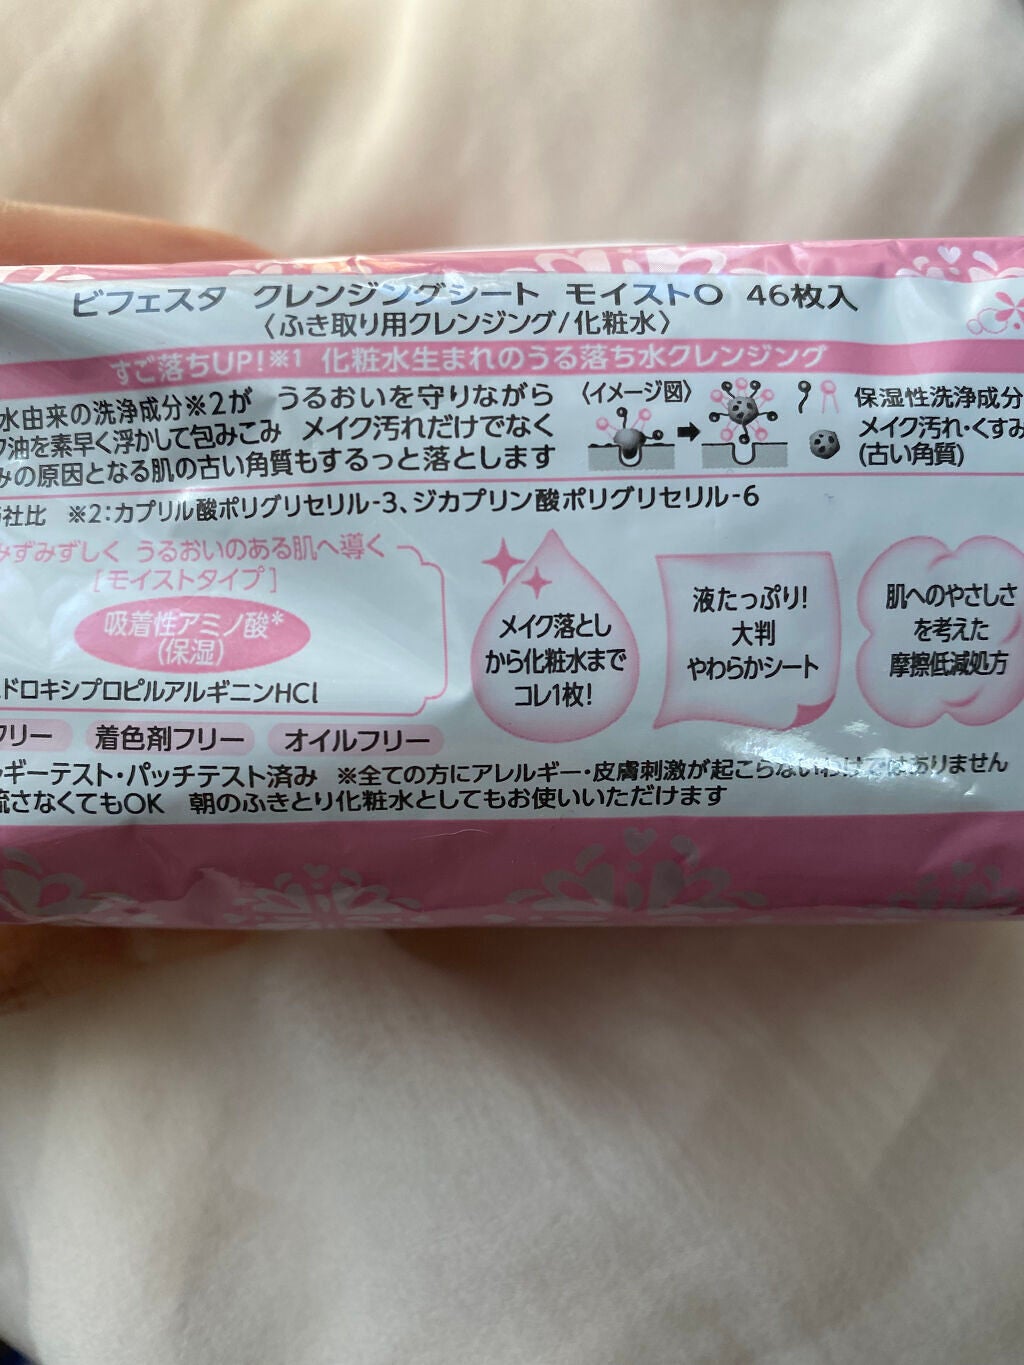 ビフェスタ クレンジングシート モイストO 46枚入
〈ふき取り用クレンジング/化粧水〉
すご落ちUP!※1 化粧水生まれのうる落ち水クレンジング
水由来の洗浄成分※2が うるおいを守りながら
油を素早く浮かして包みこみ メイク汚れだけでなく
みの原因となる肌の古い角質もするっと落とします
〈イメージ図〉
保湿性洗浄成分
メイク汚れ・くすみ
(古い角質)
社比 ※2:カプリル酸ポリグリセリル-3、ジカプリン酸ポリグリセリル-6
みずみずしく うるおいのある肌へ導く
[モイストタイプ]
吸着性アミノ酸*
(保湿)
ドロキシプロピルアルギニンHCl
メイク落とし
から化粧水まで
コレ1枚!
液たっぷり!
大判
やわらかシート
肌へのやさしさ
を考えた
摩擦低減処方
フリー 着色剤フリー オイルフリー
ギーテスト・パッチテスト済み ※全ての方にアレルギー・皮膚刺激が起こらないわけではありません
流さなくてもOK 朝のふきとり化粧水としてもお使いいただけます